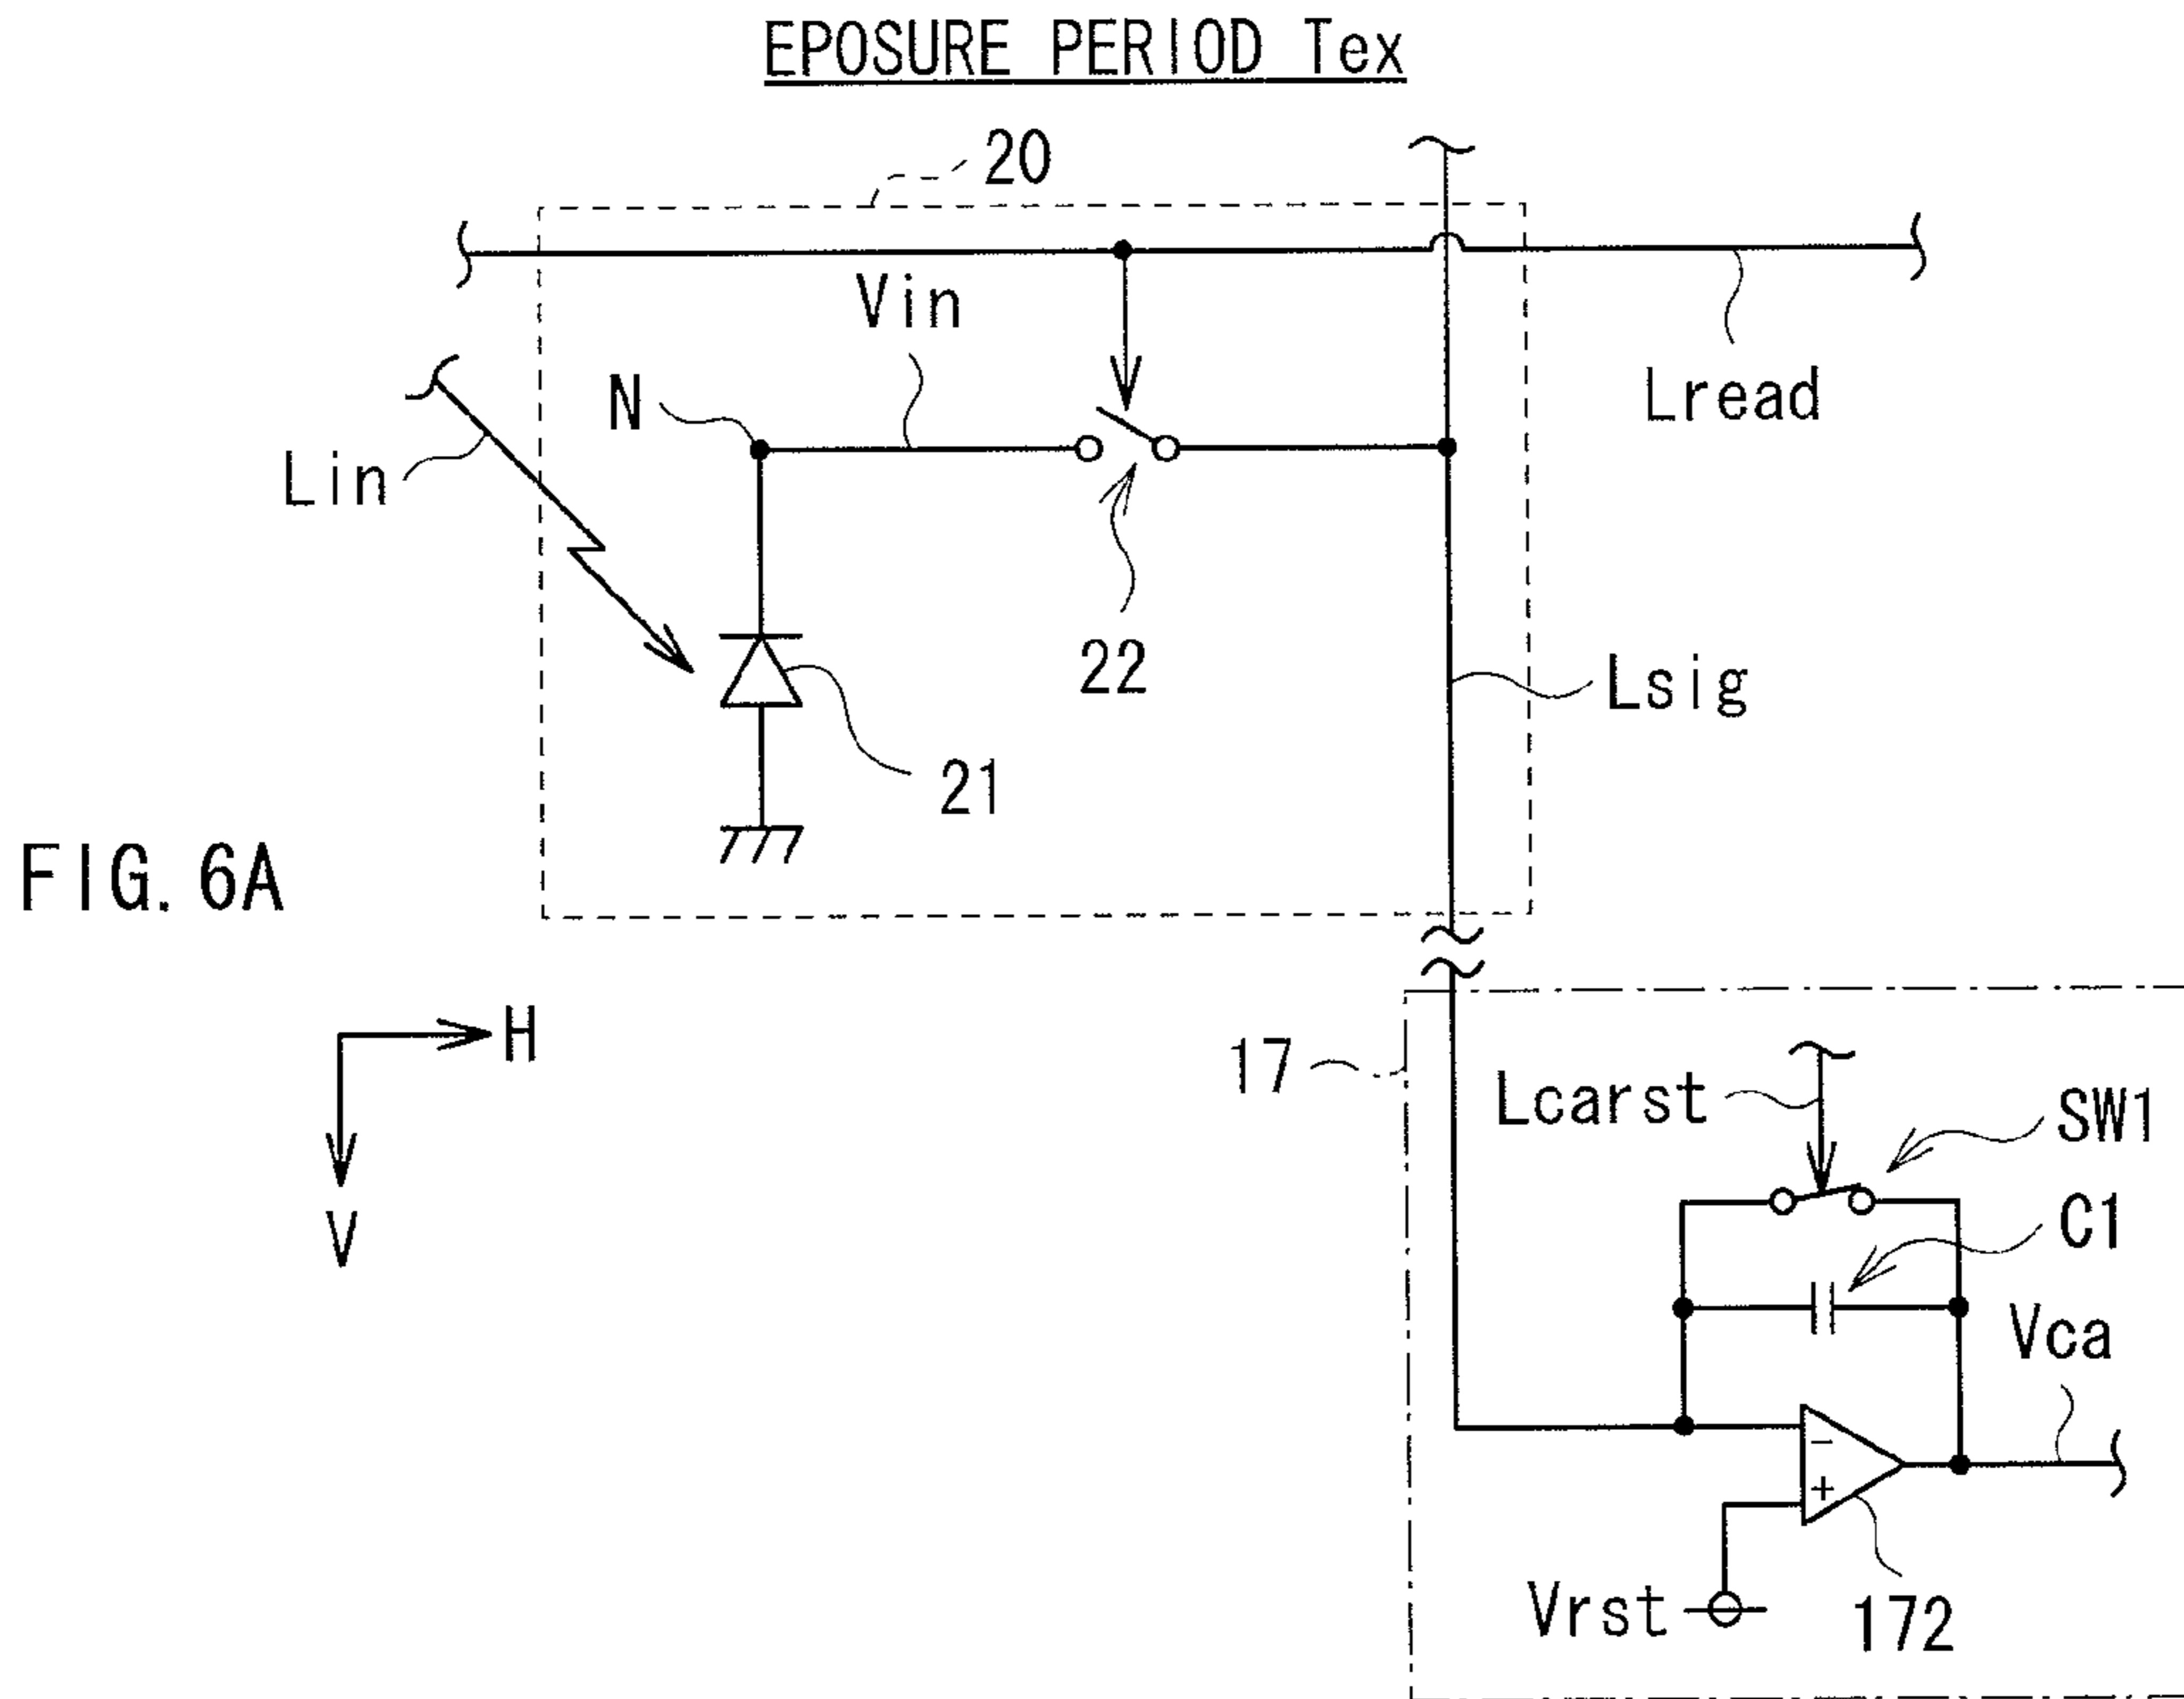 EPOSURE PERIOD Tex
20
Vin
N
Lread
Lin
22
Lsig
21
FIG. 6A
H
17
Lcarst
SW1
V
C1
Vca
−
+
Vrst
172